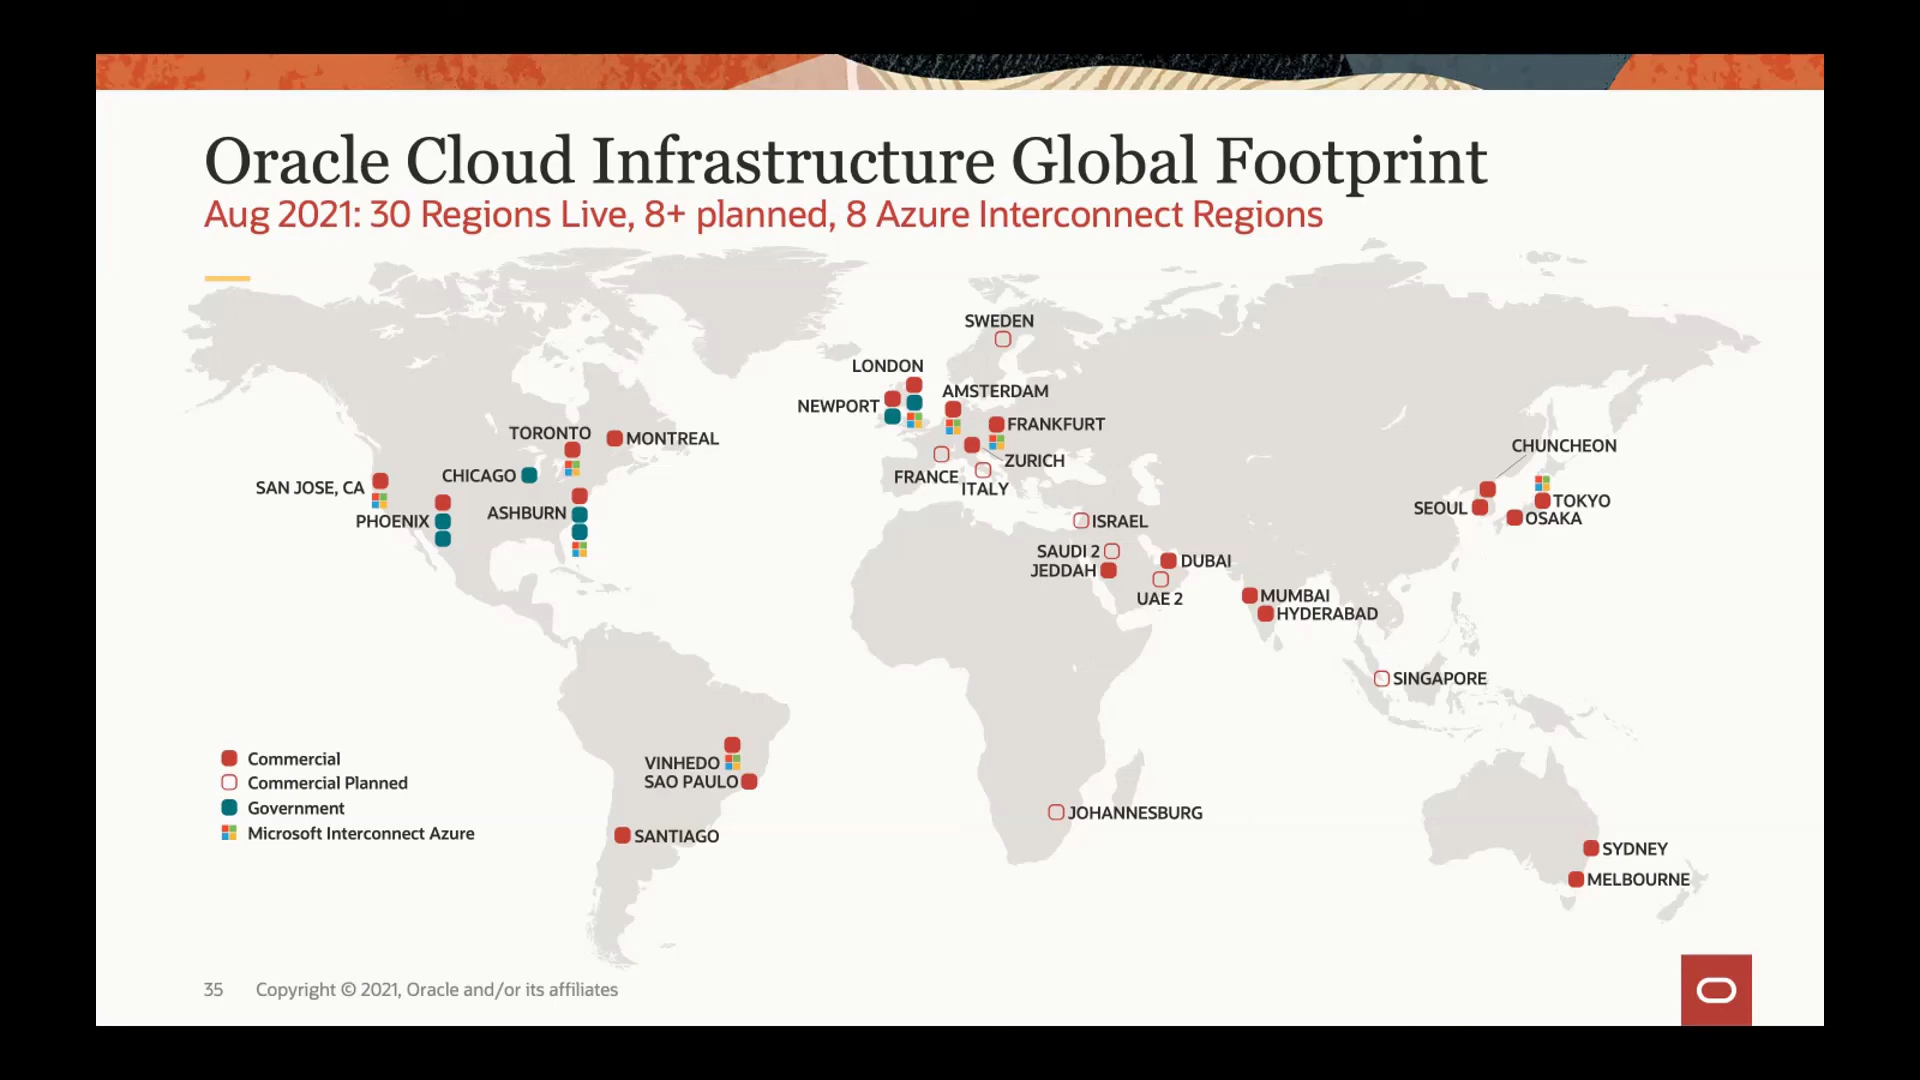 Oracle Cloud Infrastructure Global Footprint
Aug 2021: 30 Regions Live, 8+ planned, 8 Azure Interconnect Regions
SWEDEN
LONDON
AMSTERDAM
NEWPORT
FRANKFURT
TORONTO
MONTREAL
CHUNCHEON
ZURICH
CHICAGO
FRANCE
ITALY
SAN JOSE, CA
TOKYO
SEOUL
ASHBURN
OSAKA
PHOENIX
ISRAEL
SAUDI 2
DUBAI
JEDDAH
UAE 2
MUMBAI
HYDERABAD
SINGAPORE
VINHEDO
SAO PAULO
SANTIAGO
JOHANNESBURG
SYDNEY
MELBOURNE
Commercial
Commercial Planned
Government
Microsoft Interconnect Azure
35 Copyright © 2021, Oracle and/or its affiliates